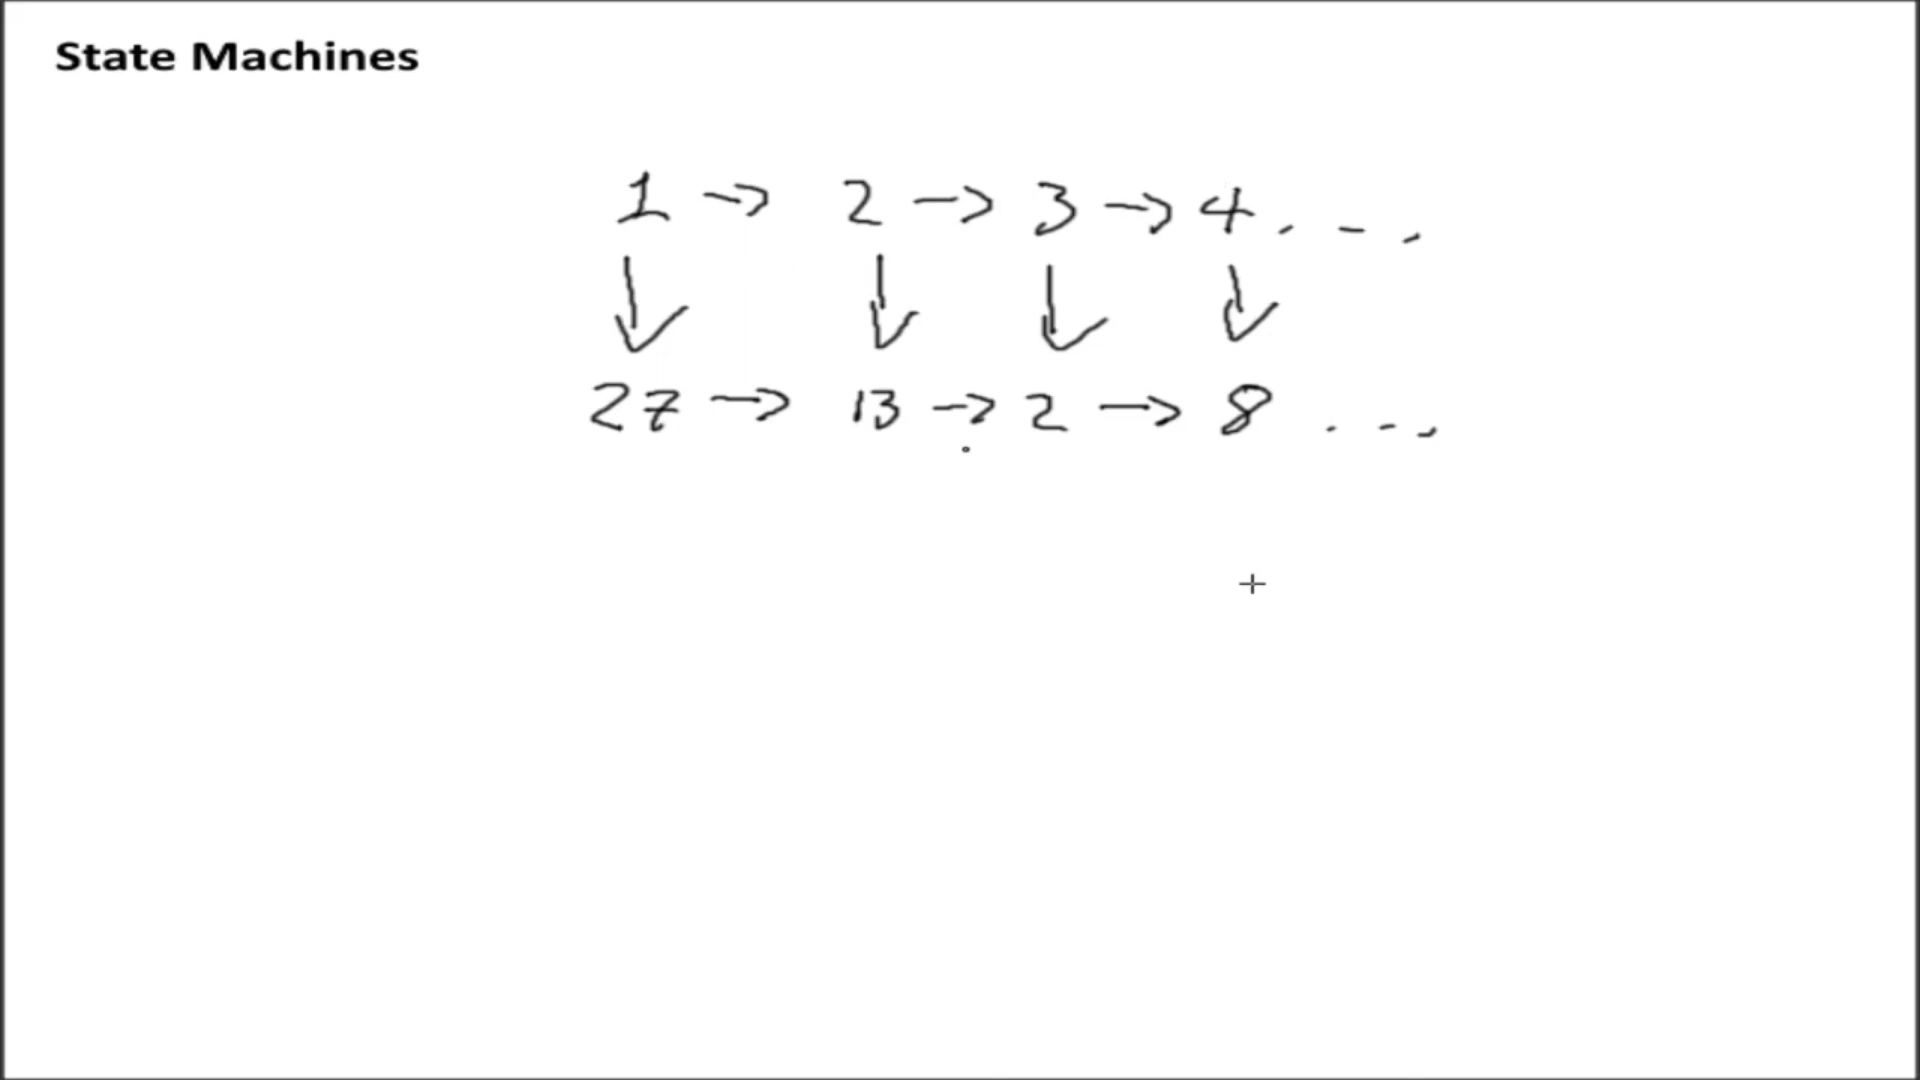 State Machines
1 -> 2 -> 3 -> 4 . - .
27 -> 13 -> 2 -> 8 . - .